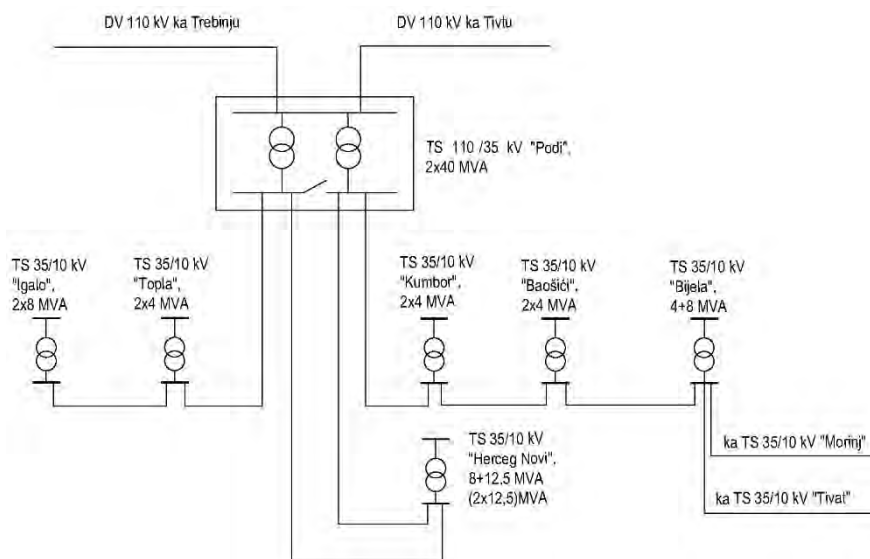 DV 110 kV ka Trebinju
DV 110 kV ka Tivtu
TS 110 /35 kV "Podi",
2x40 MVA
TS 35/10 kV
"Igalo",
2x8 MVA
TS 35/10 kV
"Topla",
2x4 MVA
TS 35/10 kV
"Kumbor",
2x4 MVA
TS 35/10 kV
"Baošići",
2x4 MVA
TS 35/10 kV
"Bijela",
4+8 MVA
TS 35/10 kV
"Herceg Novi",
8+12,5 MVA
(2x12,5)MVA
ka TS 35/10 kV "Morinj"
ka TS 35/10 kV "Tivat"